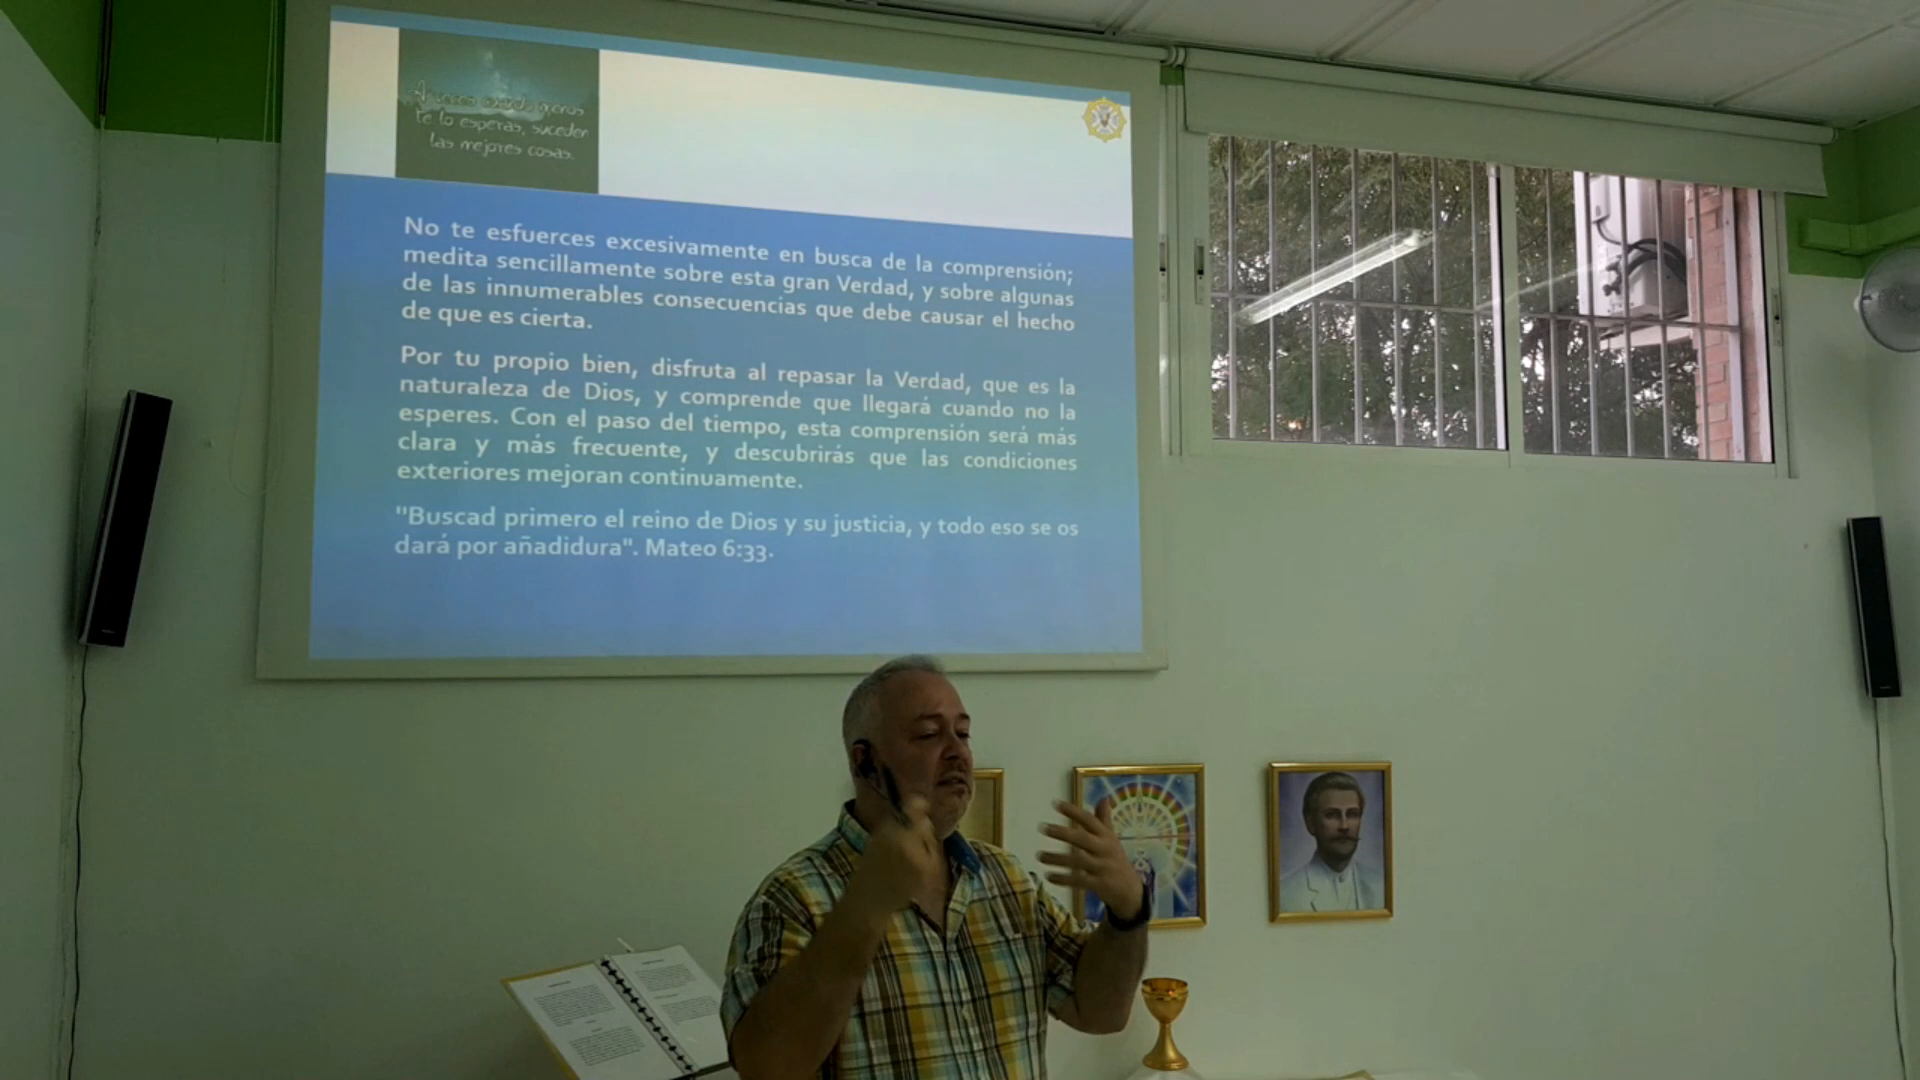 A veces cuando menos
te lo esperas, suceden
las mejores cosas.
No te esfuerces excesivamente en busca de la comprensión;
medita sencillamente sobre esta gran Verdad, y sobre algunas
de las innumerables consecuencias que debe causar el hecho
de que es cierta.
Por tu propio bien, disfruta al repasar la Verdad, que es la
naturaleza de Dios, y comprende que llegará cuando no la
esperes. Con el paso del tiempo, esta comprensión será más
clara y más frecuente, y descubrirás que las condiciones
exteriores mejoran continuamente.
"Buscad primero el reino de Dios y su justicia, y todo eso se os
dará por añadidura". Mateo 6:33.